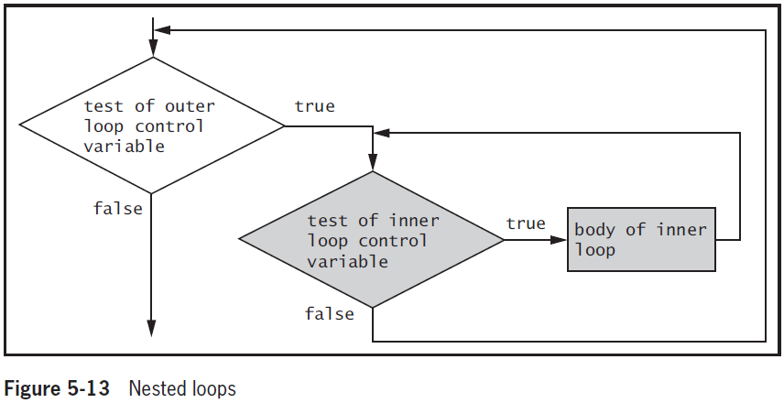 test of outer
loop control
variable
true
false
test of inner
loop control
variable
true
body of inner
loop
false
Figure 5-13 Nested loops